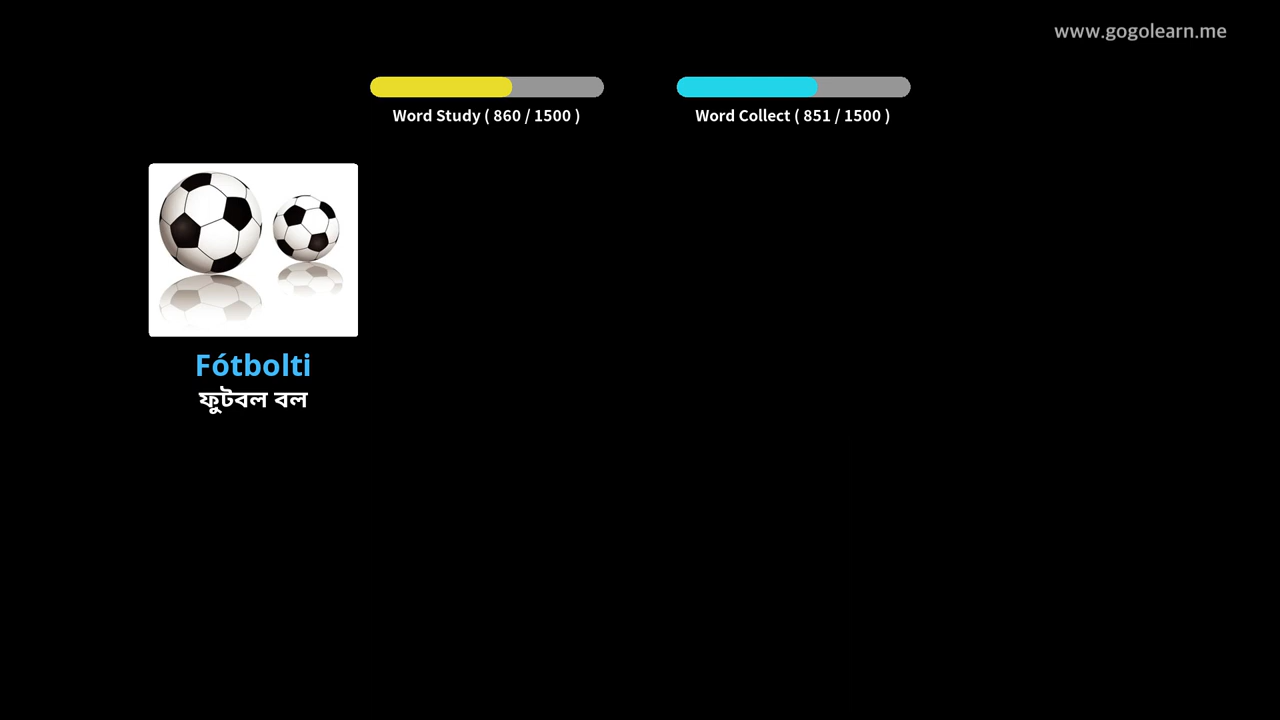 www.gogolearn.me
Word Study ( 860 / 1500 )
Word Collect ( 851 / 1500 )
Fótbolti
ফুটবল বল